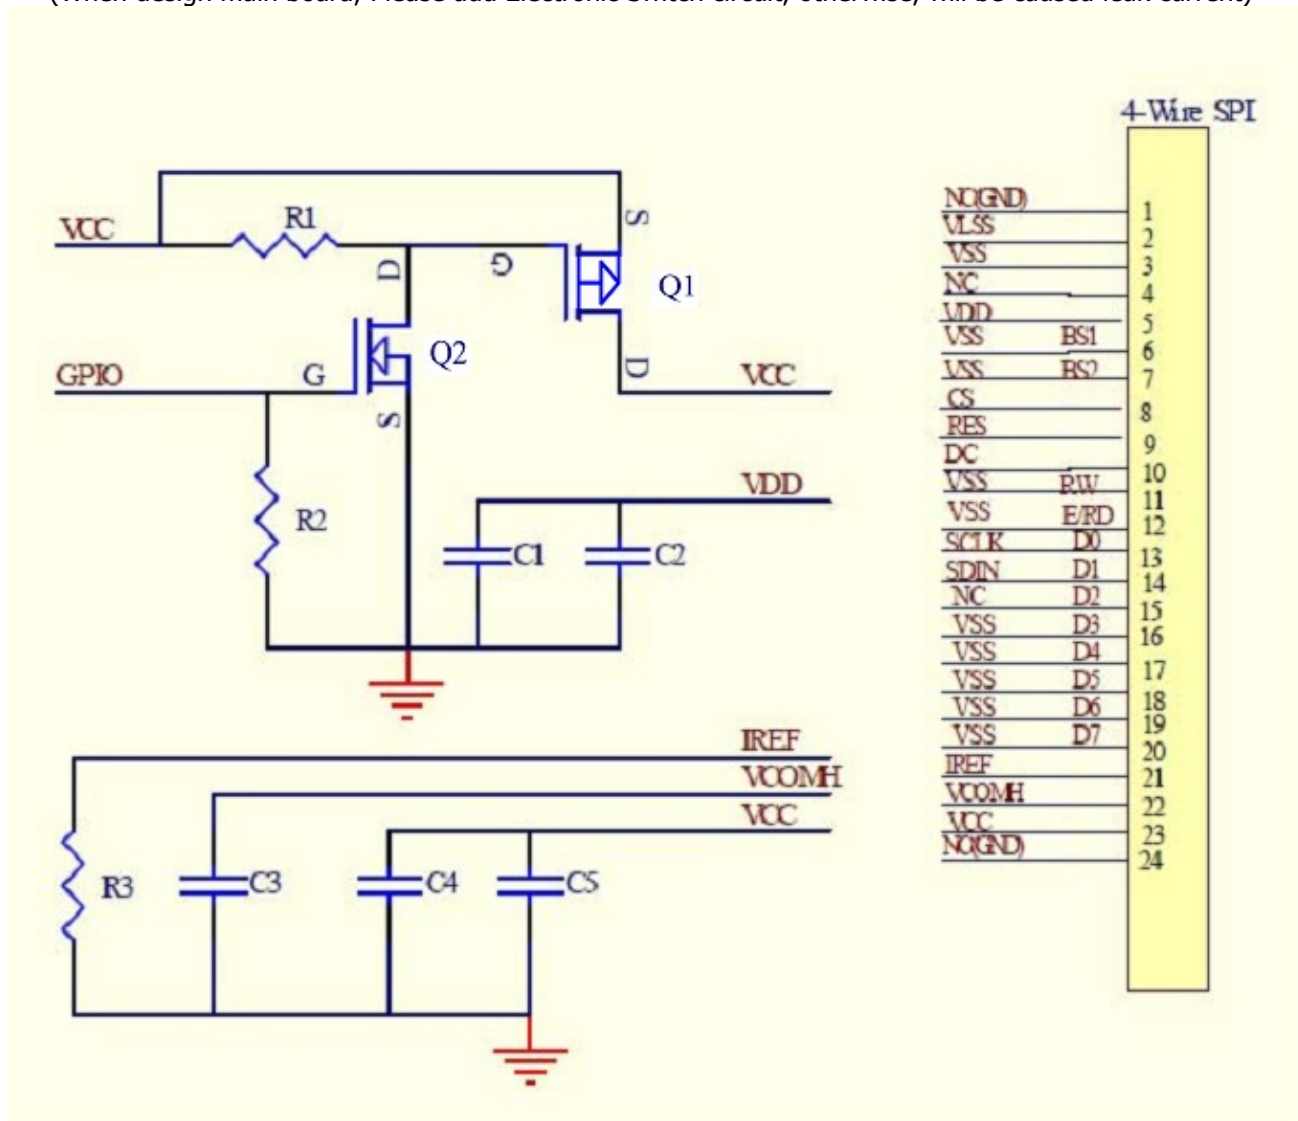 (When design main board, Please add Electronic Switch circuit, otherwise, will be caused leak current)
4-Wire SPI
VCC
R1
S
D
G
Q1
Q2
GPIO
G
D
VCC
S
R2
VDD
C1
C2
IREF
VCOMH
VCC
R3
C3
C4
C5
NC(GND) 1
VLSS 2
VSS 3
NC 4
VDD 5
VSS BS1 6
VSS BS2 7
CS 8
RES 9
DC 10
VSS R/W 11
VSS E/RD 12
SCLK D0 13
SDIN D1 14
NC D2 15
VSS D3 16
VSS D4 17
VSS D5 18
VSS D6 19
VSS D7 20
IREF 21
VCOMH 22
VCC 23
NC(GND) 24